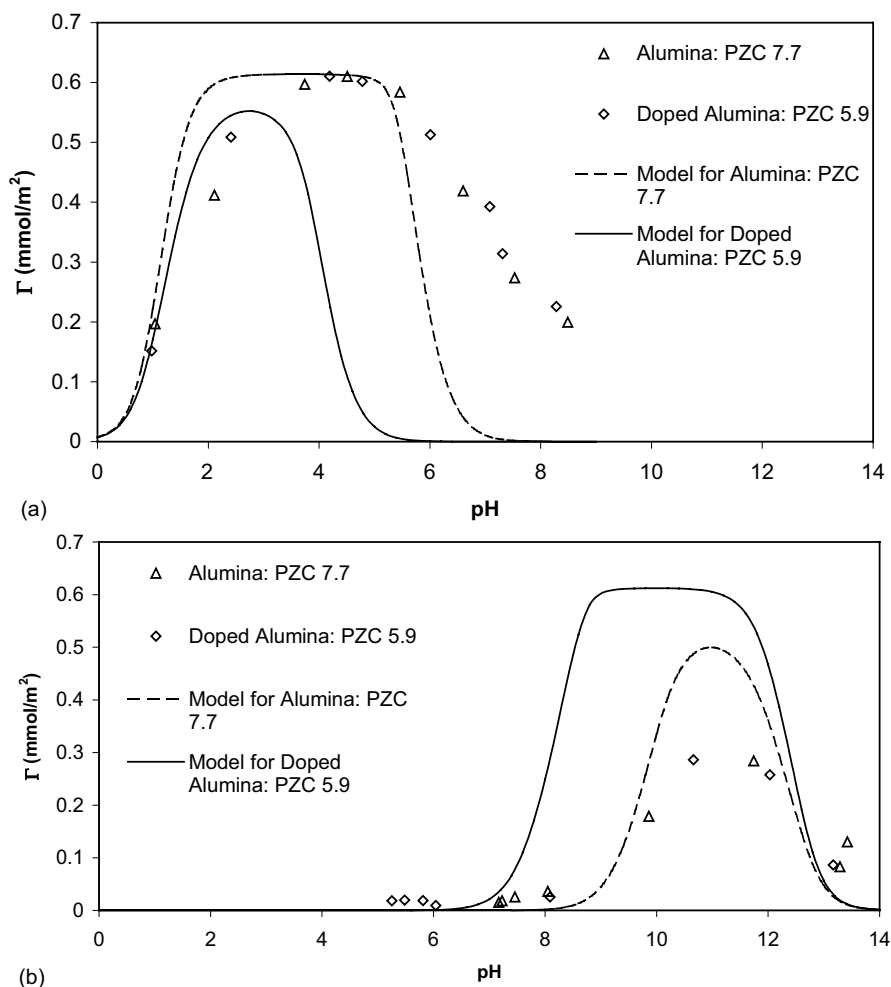 0.7
0.6
0.5
0.4
0.3
0.2
0.1
0
Γ (mmol/m²)
Alumina: PZC 7.7
Doped Alumina: PZC 5.9
Model for Alumina: PZC
7.7
Model for Doped
Alumina: PZC 5.9
0 2 4 6 8 10 12 14
(a)
pH
0.7
0.6
0.5
0.4
0.3
0.2
0.1
0
Γ (mmol/m²)
Alumina: PZC 7.7
Doped Alumina: PZC 5.9
Model for Alumina: PZC
7.7
Model for Doped
Alumina: PZC 5.9
0 2 4 6 8 10 12 14
(b)
pH